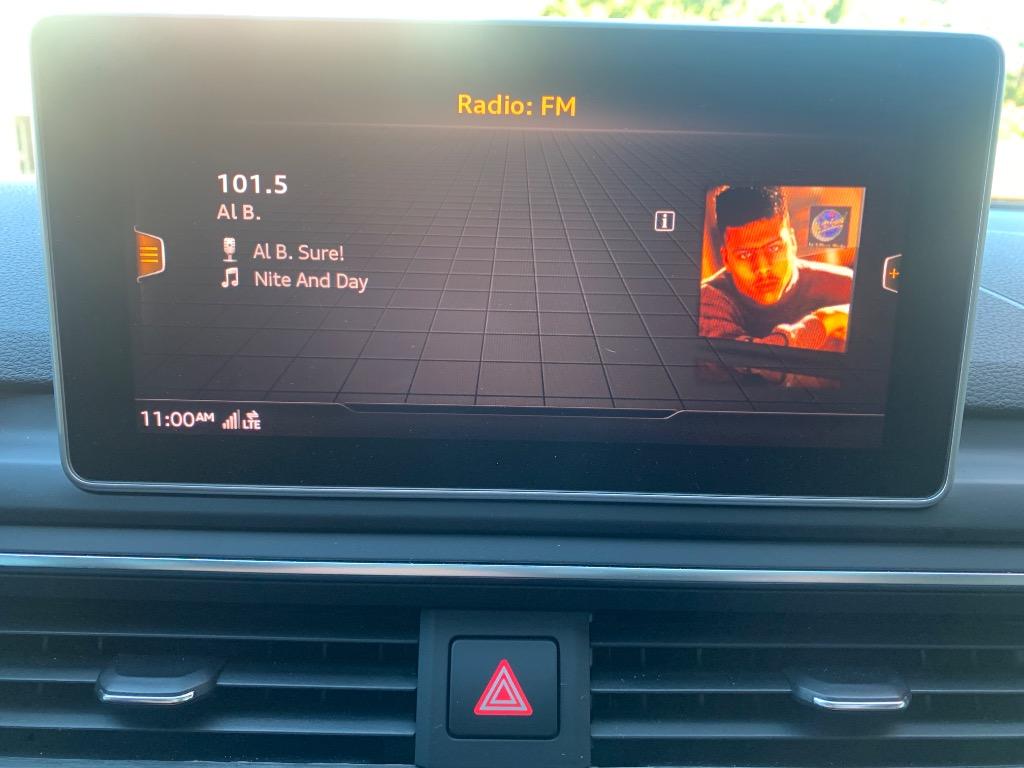 Radio: FM
101.5
Al B.
i
Al B. Sure!
Nite And Day
+
11:00AM LTE